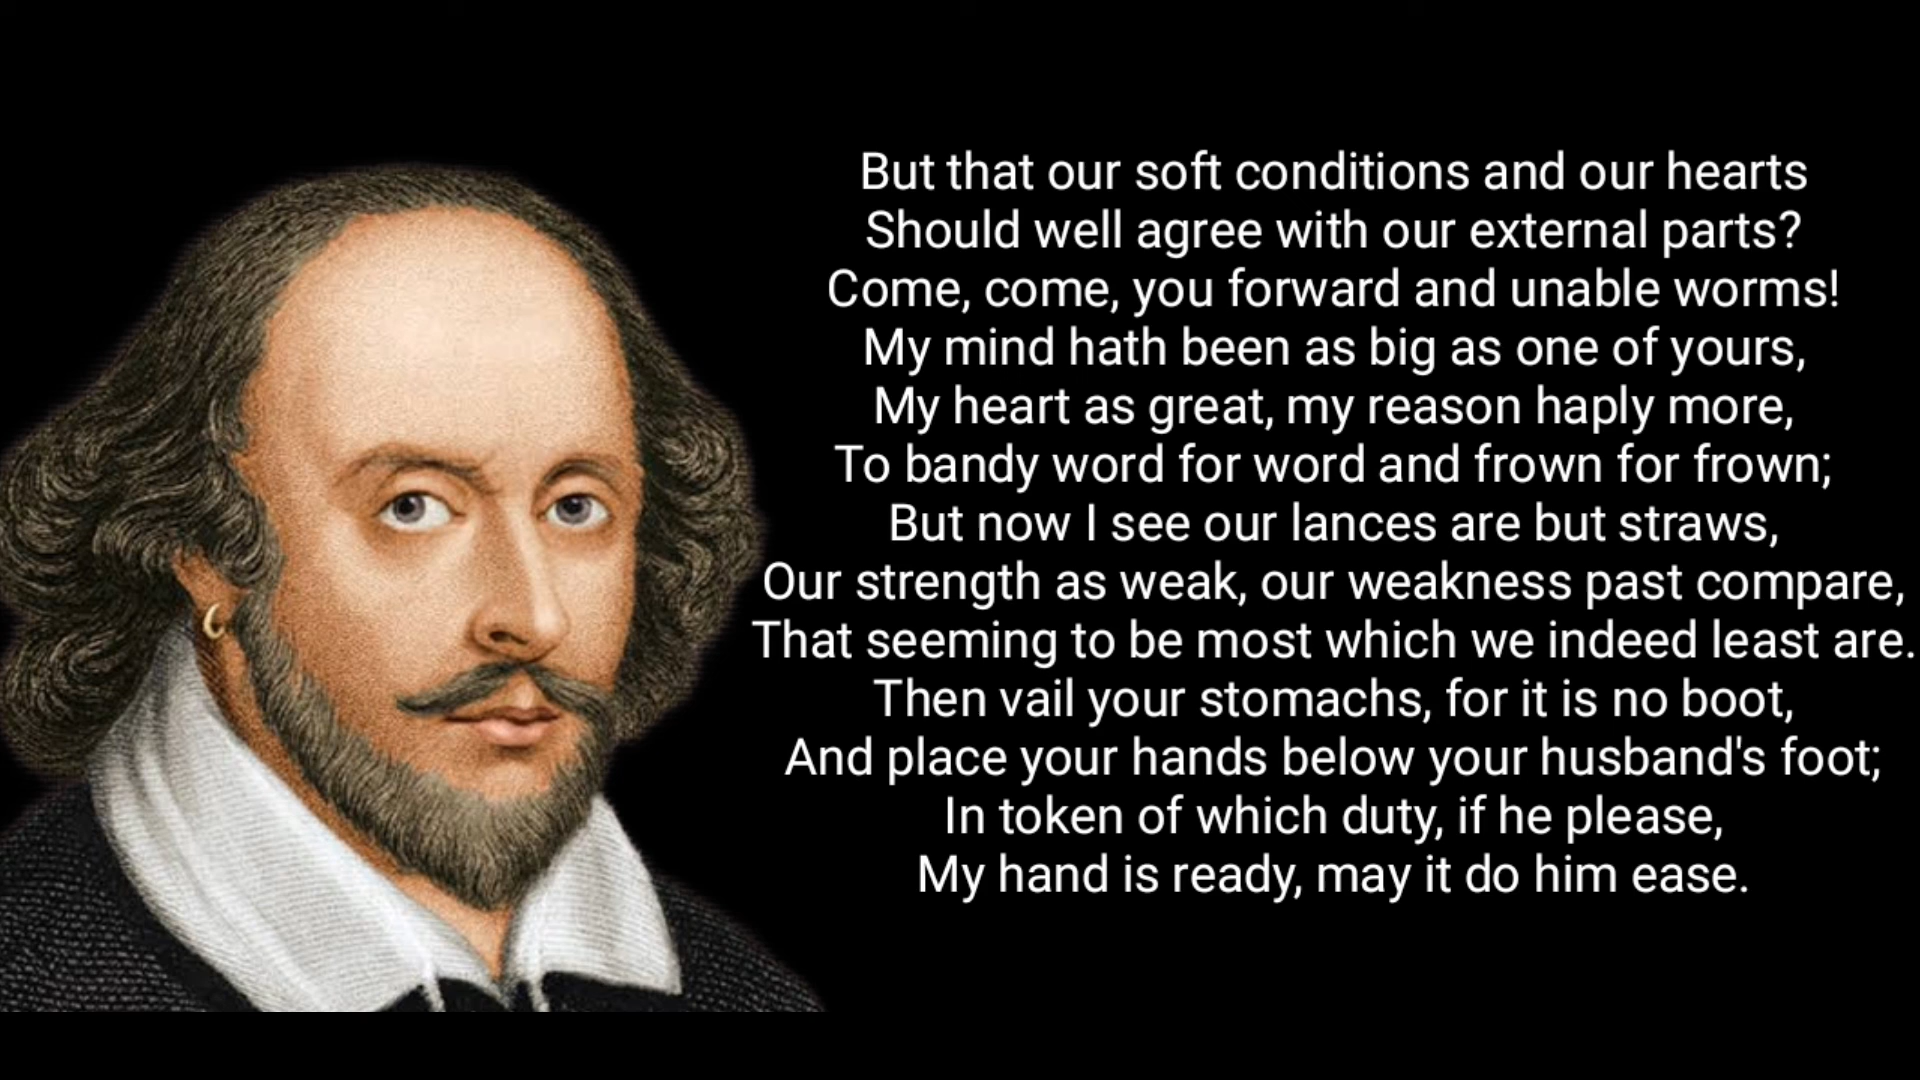 But that our soft conditions and our hearts
Should well agree with our external parts?
Come, come, you forward and unable worms!
My mind hath been as big as one of yours,
My heart as great, my reason haply more,
To bandy word for word and frown for frown;
But now I see our lances are but straws,
Our strength as weak, our weakness past compare,
That seeming to be most which we indeed least are.
Then vail your stomachs, for it is no boot,
And place your hands below your husband's foot;
In token of which duty, if he please,
My hand is ready, may it do him ease.